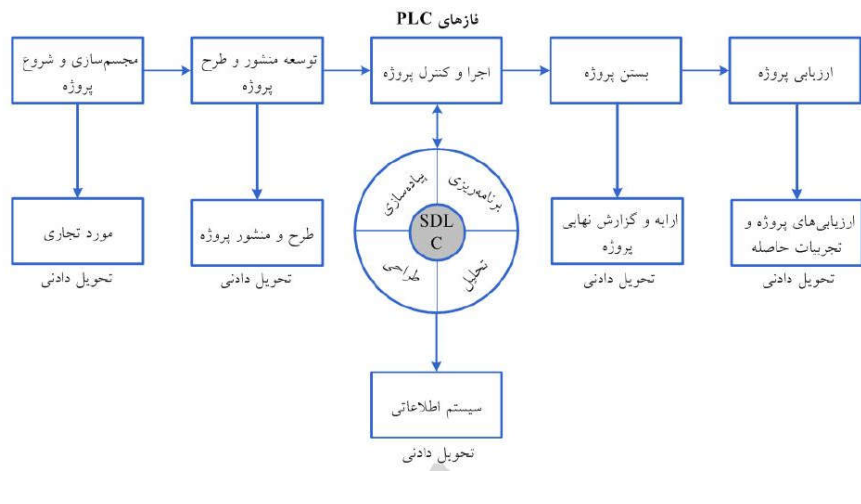 فازهای PLC
مجسم‌سازی و شروع
پروژه
توسعه منشور و طرح
پروژه
اجرا و کنترل پروژه
بستن پروژه
ارزیابی پروژه
پیاده‌سازی
برنامه‌ریزی
SDL
C
طراحی
تحلیل
مورد تجاری
تحویل دادنی
طرح و منشور پروژه
تحویل دادنی
ارایه و گزارش نهایی
پروژه
تحویل دادنی
ارزیابی‌های پروژه و
تجربیات حاصله
تحویل دادنی
سیستم اطلاعاتی
تحویل دادنی